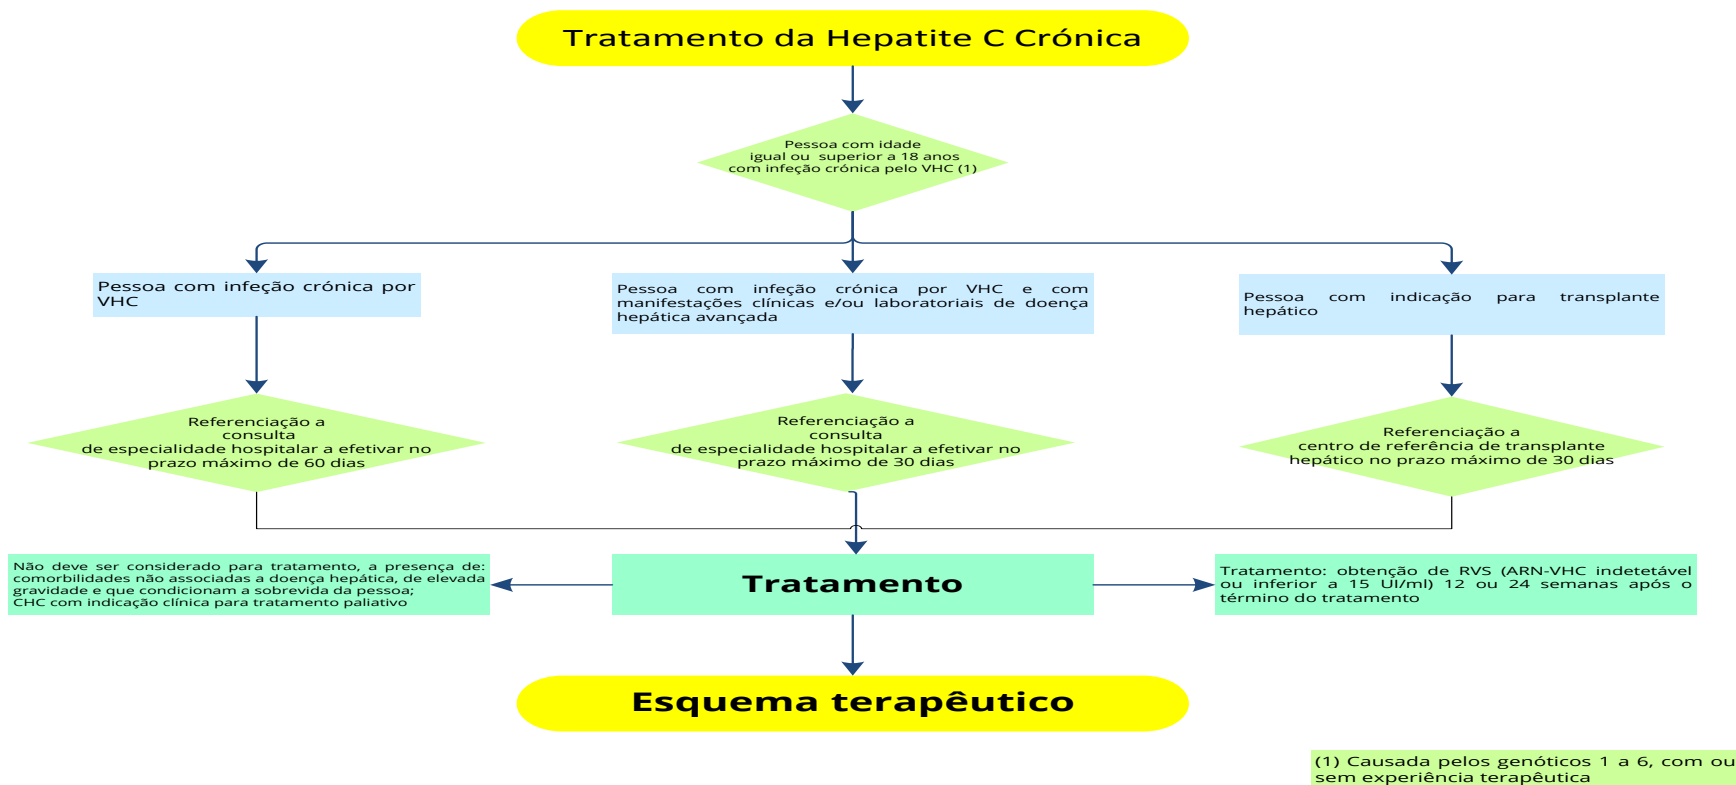 Tratamento da Hepatite C Crónica
Pessoa com idade
igual ou superior a 18 anos
com infeção crónica pelo VHC (1)
Pessoa com infeção crónica por
VHC
Pessoa com infeção crónica por VHC e com
manifestações clínicas e/ou laboratoriais de doença
hepática avançada
Pessoa com indicação para transplante
hepático
Referenciação a
consulta
de especialidade hospitalar a efetivar no
prazo máximo de 60 dias
Referenciação a
consulta
de especialidade hospitalar a efetivar no
prazo máximo de 30 dias
Referenciação a
centro de referência de transplante
hepático no prazo máximo de 30 dias
Não deve ser considerado para tratamento, a presença de:
comorbilidades não associadas a doença hepática, de elevada
gravidade e que condicionam a sobrevida da pessoa;
CHC com indicação clínica para tratamento paliativo
Tratamento
Tratamento: obtenção de RVS (ARN-VHC indetetável
ou inferior a 15 UI/ml) 12 ou 24 semanas após o
término do tratamento
Esquema terapêutico
(1) Causada pelos genóticos 1 a 6, com ou
sem experiência terapêutica